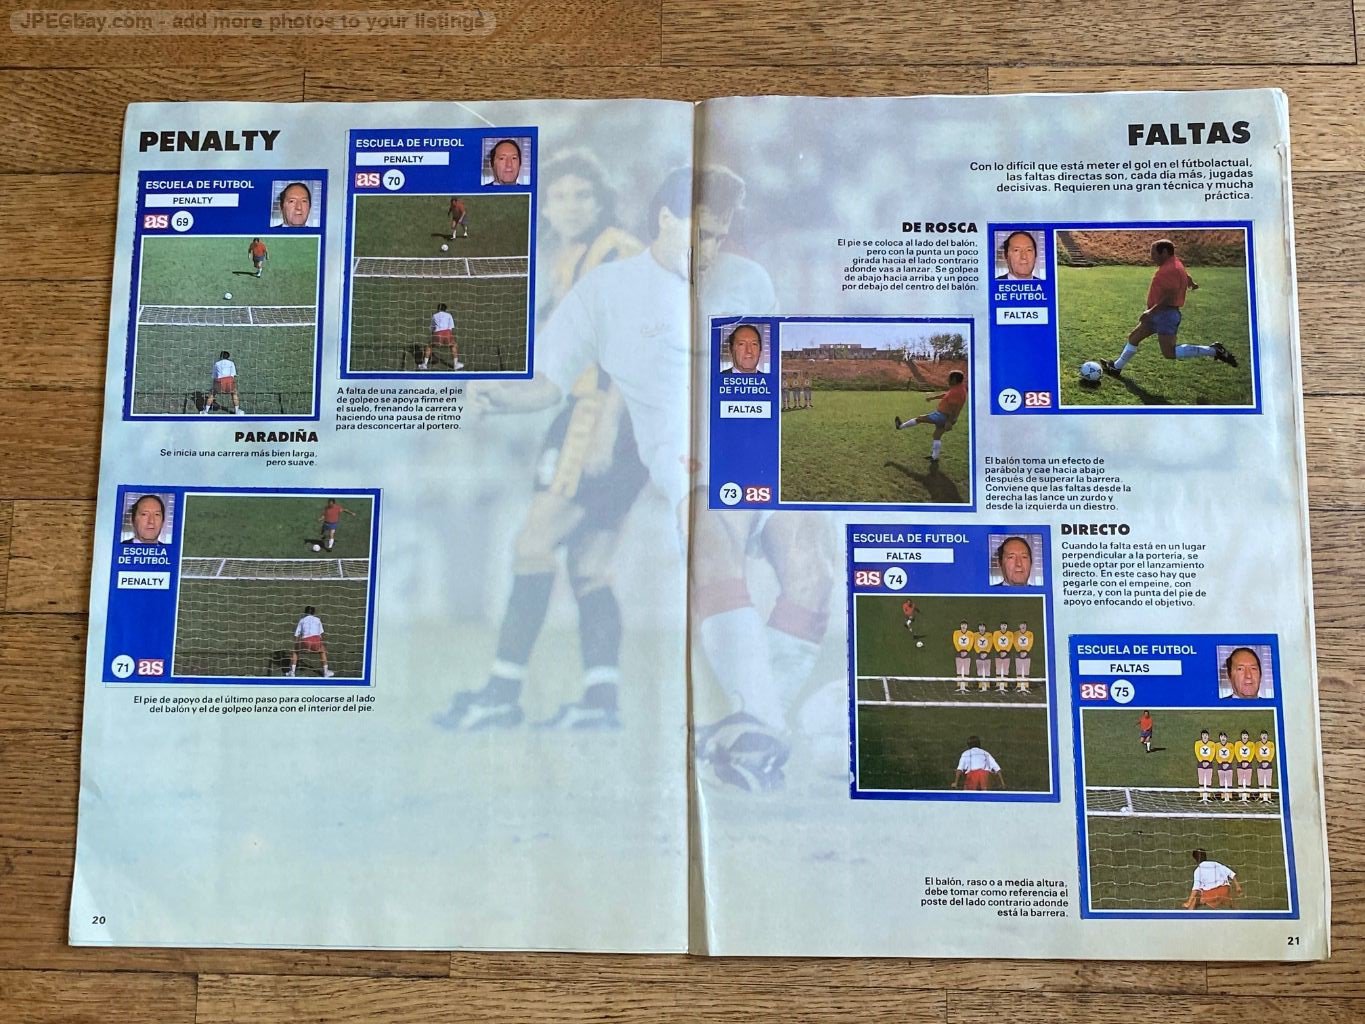 JPEGbay.com - add more photos to your listings
PENALTY
ESCUELA DE FUTBOL
PENALTY
as 69
ESCUELA DE FUTBOL
PENALTY
as 70
A falta de una zancada, el pie
de golpeo se apoya firme en
el suelo, frenando la carrera y
haciendo una pausa de ritmo
para desconcertar al portero.
PARADIÑA
Se inicia una carrera más bien larga,
pero suave.
ESCUELA
DE FUTBOL
PENALTY
71 as
El pie de apoyo da el último paso para colocarse al lado
del balón y el de golpeo lanza con el interior del pie.
20
FALTAS
Con lo difícil que está meter el gol en el fútbolactual,
las faltas directas son, cada día más, jugadas
decisivas. Requieren una gran técnica y mucha
práctica.
DE ROSCA
El pie se coloca al lado del balón,
pero con la punta un poco
girada hacia el lado contrario
adonde vas a lanzar. Se golpea
de abajo hacia arriba y un poco
por debajo del centro del balón.
ESCUELA
DE FUTBOL
FALTAS
72 as
ESCUELA
DE FUTBOL
FALTAS
73 as
El balón toma un efecto de
parábola y cae hacia abajo
después de superar la barrera.
Conviene que las faltas desde la
derecha las lance un zurdo y
desde la izquierda un diestro.
ESCUELA DE FUTBOL
FALTAS
as 74
DIRECTO
Cuando la falta está en un lugar
perpendicular a la portería, se
puede optar por el lanzamiento
directo. En este caso hay que
pegarle con el empeine, con
fuerza, y con la punta del pie de
apoyo enfocando el objetivo.
ESCUELA DE FUTBOL
FALTAS
as 75
El balón, raso o a media altura,
debe tomar como referencia el
poste del lado contrario adonde
está la barrera.
21